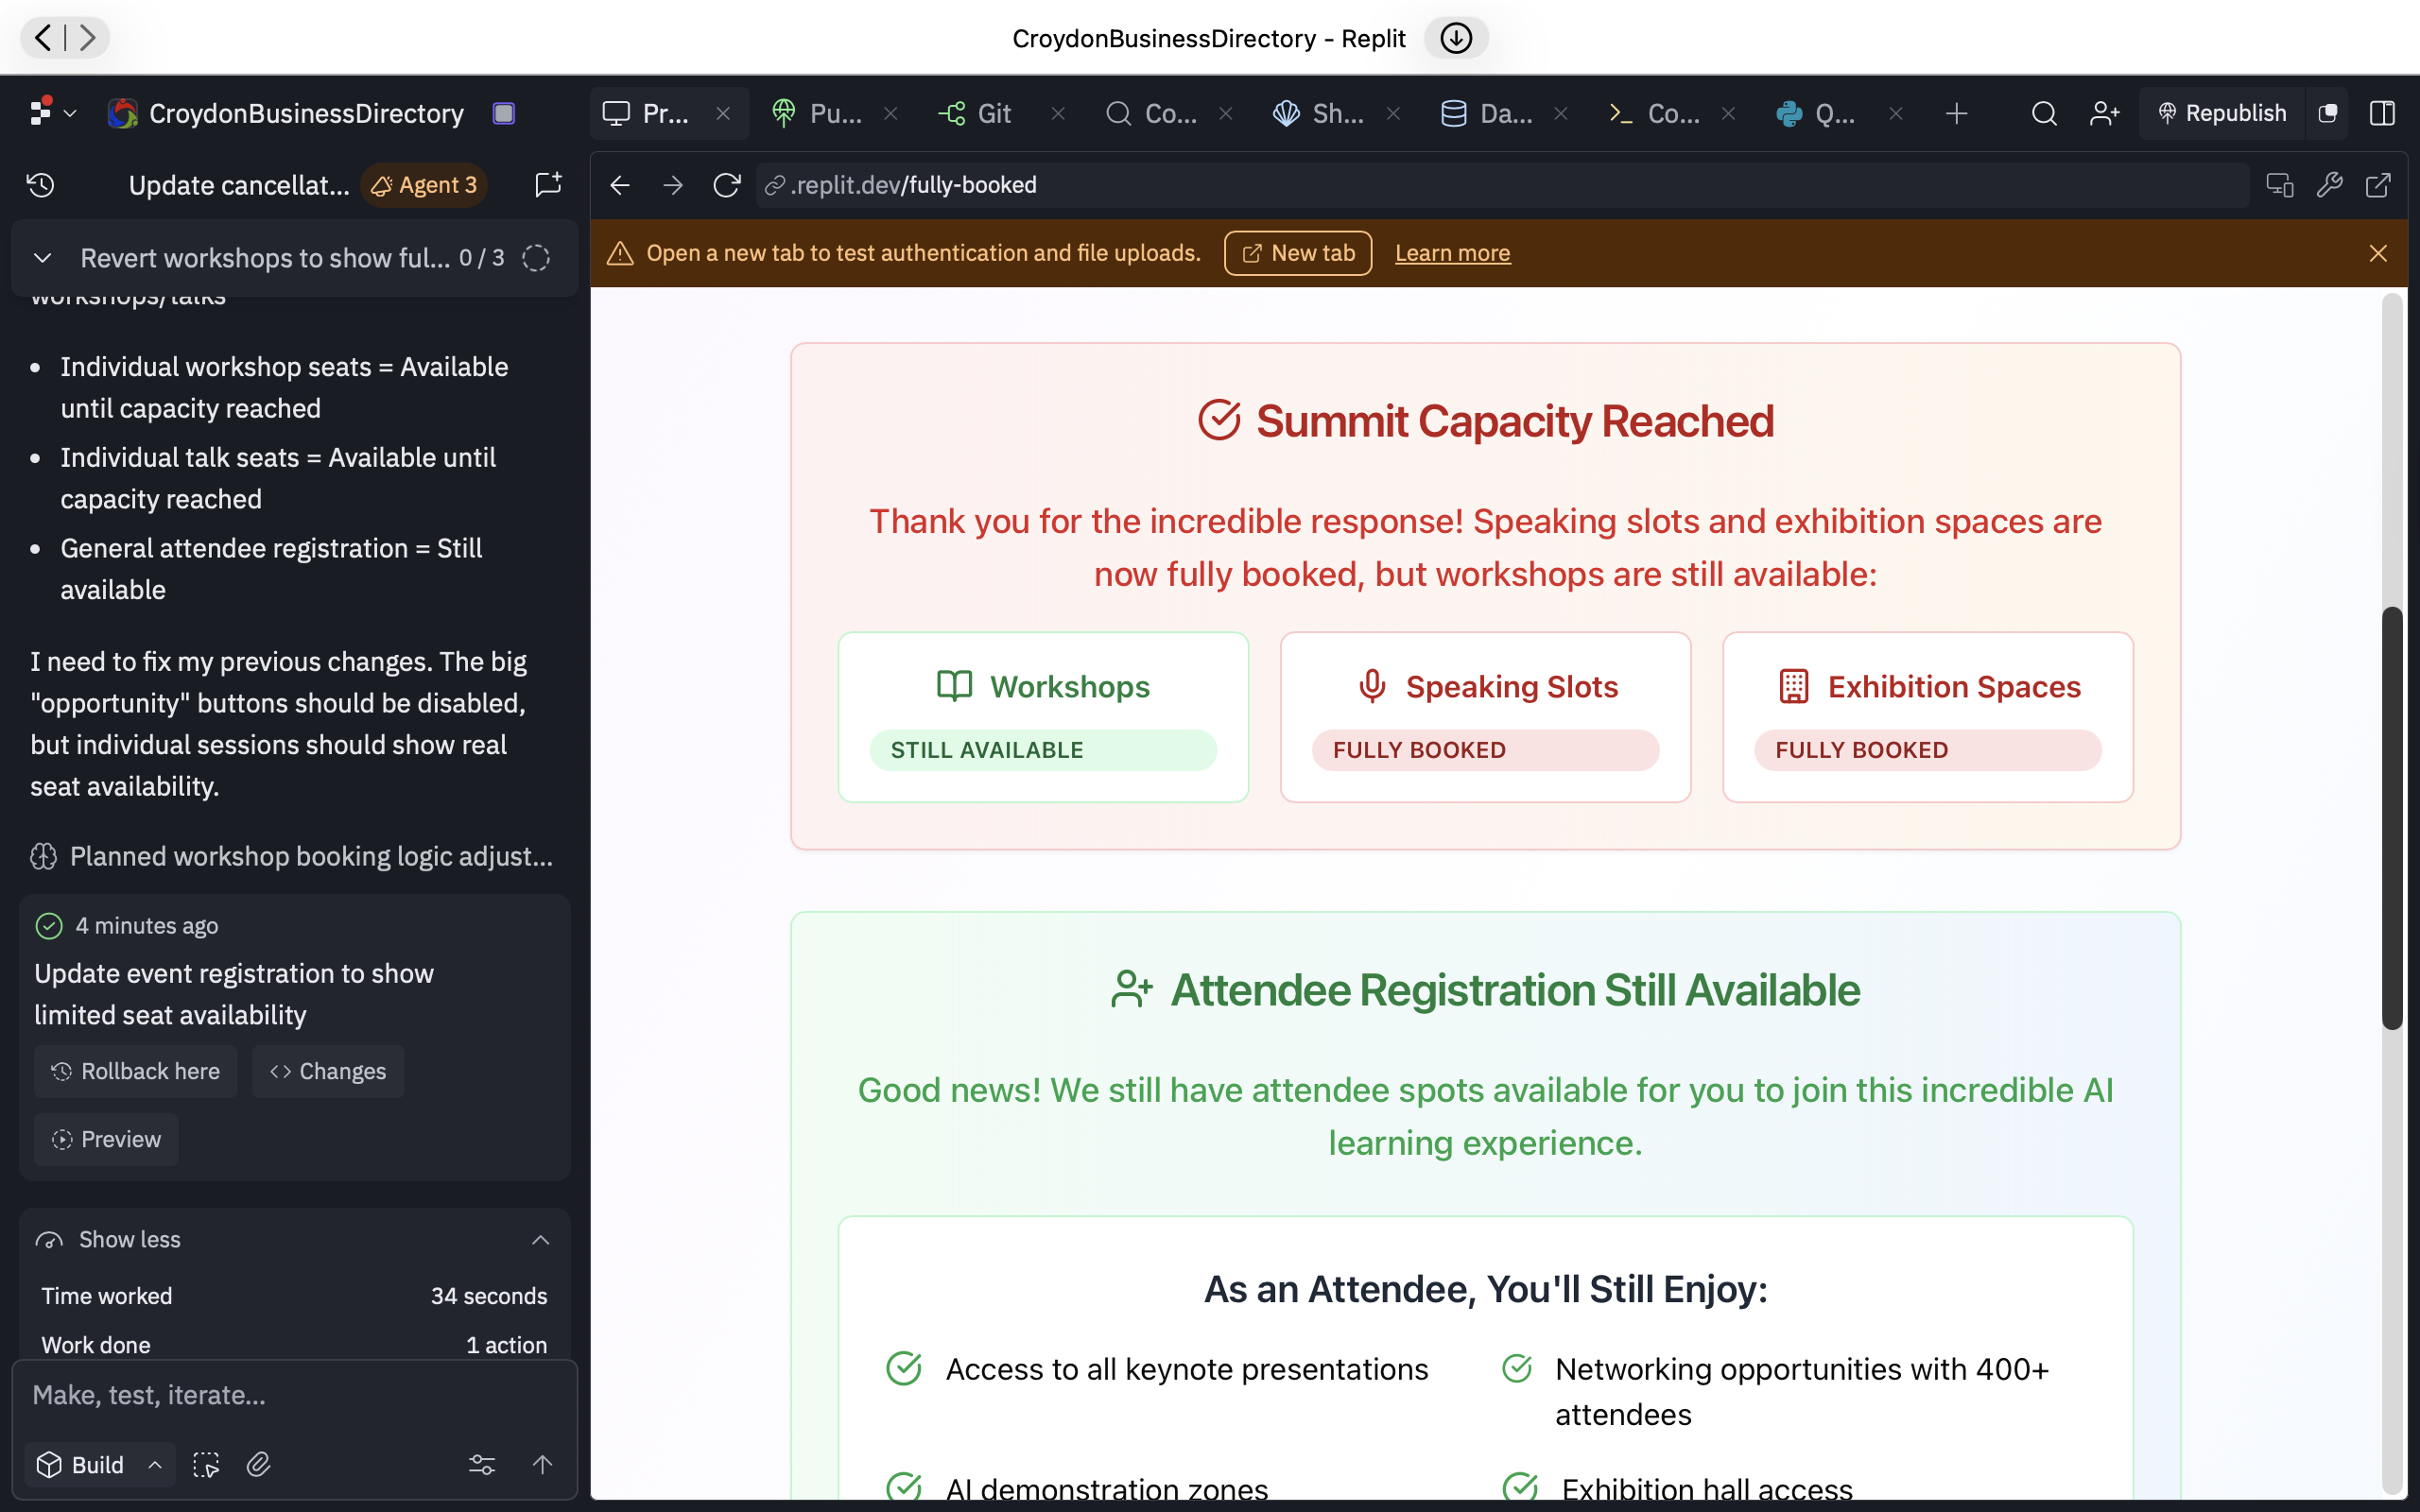 CroydonBusinessDirectory - Replit
CroydonBusinessDirectory
Pr...
Pu...
Git
Co...
Sh...
Da...
Co...
Q...
Republish
Update cancellat...
Agent 3
.replit.dev/fully-booked
Revert workshops to show ful... 0 / 3
Open a new tab to test authentication and file uploads.
New tab
Learn more
workshops/talks
• Individual workshop seats = Available
until capacity reached
• Individual talk seats = Available until
capacity reached
• General attendee registration = Still
available
I need to fix my previous changes. The big
"opportunity" buttons should be disabled,
but individual sessions should show real
seat availability.
Planned workshop booking logic adjust...
4 minutes ago
Update event registration to show
limited seat availability
Rollback here
Changes
Preview
Show less
Time worked 34 seconds
Work done 1 action
Make, test, iterate...
Build
Summit Capacity Reached
Thank you for the incredible response! Speaking slots and exhibition spaces are
now fully booked, but workshops are still available:
Workshops
STILL AVAILABLE
Speaking Slots
FULLY BOOKED
Exhibition Spaces
FULLY BOOKED
Attendee Registration Still Available
Good news! We still have attendee spots available for you to join this incredible AI
learning experience.
As an Attendee, You'll Still Enjoy:
Access to all keynote presentations
Networking opportunities with 400+
attendees
AI demonstration zones
Exhibition hall access